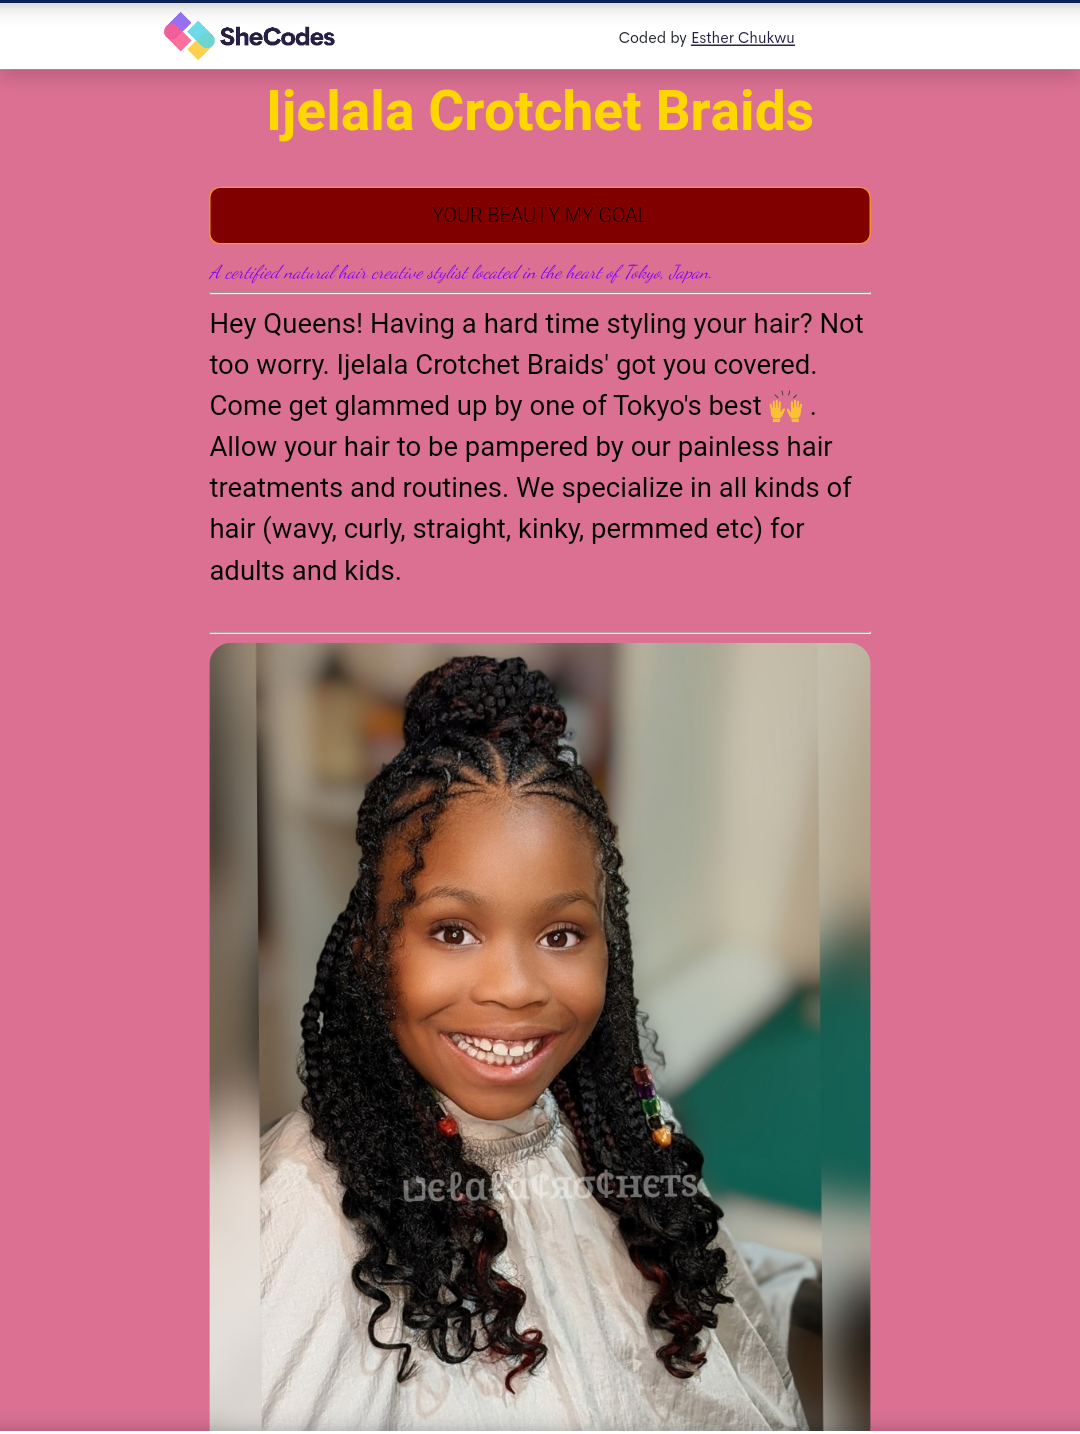 SheCodes
Coded by Esther Chukwu
Ijelala Crotchet Braids
YOUR BEAUTY MY GOAL
A certified natural hair creative stylist located in the heart of Tokyo, Japan.
Hey Queens! Having a hard time styling your hair? Not
too worry. Ijelala Crotchet Braids' got you covered.
Come get glammed up by one of Tokyo's best 🙌 .
Allow your hair to be pampered by our painless hair
treatments and routines. We specialize in all kinds of
hair (wavy, curly, straight, kinky, permmed etc) for
adults and kids.